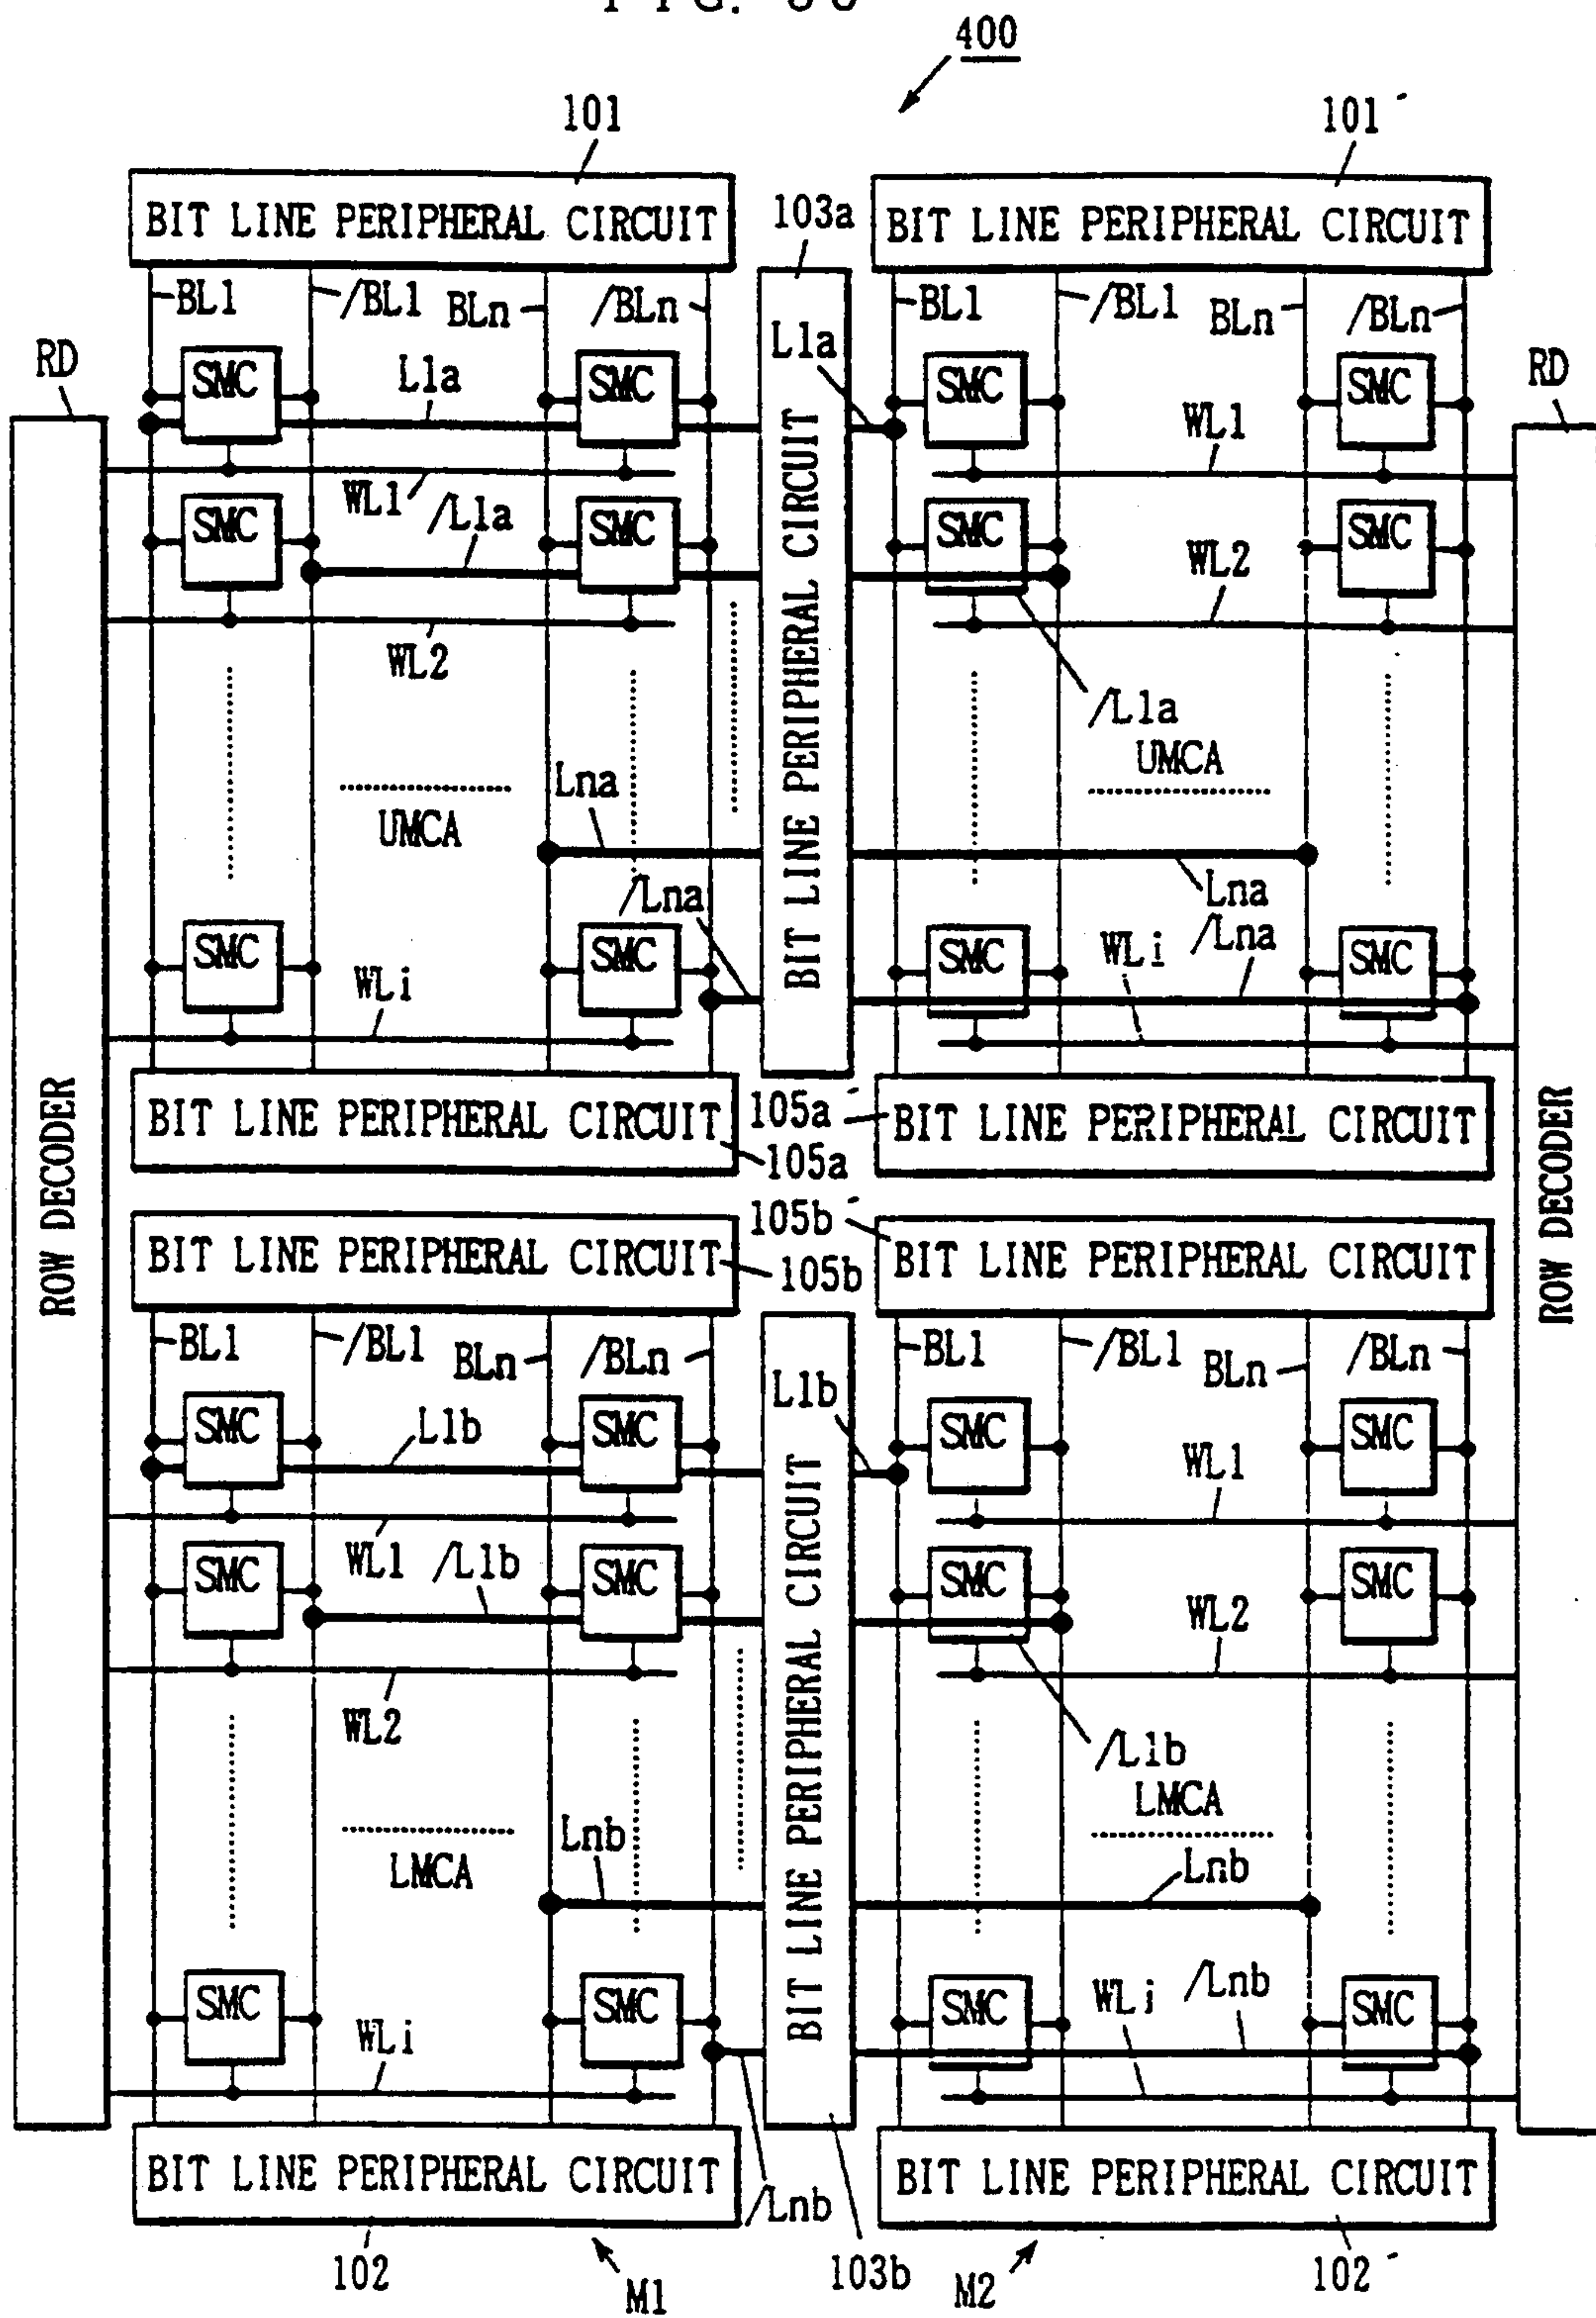 400
101
101´
BIT LINE PERIPHERAL CIRCUIT
103a
BIT LINE PERIPHERAL CIRCUIT
BL1
/BL1
BLn
/BLn
BL1
/BL1
BLn
/BLn
L1a
RD
SMC
L1a
SMC
SMC
WL1
SMC
RD
WL1
/L1a
SMC
SMC
SMC
WL2
SMC
WL2
BIT LINE PERIPHERAL CIRCUIT
/L1a
UMCA
Lna
UMCA
/Lna
Lna
/Lna
SMC
WLi
SMC
SMC
WLi
SMC
ROW DECODER
ROW DECODER
BIT LINE PERIPHERAL CIRCUIT
105a´
BIT LINE PERIPHERAL CIRCUIT
105a
105b´
BIT LINE PERIPHERAL CIRCUIT
105b
BIT LINE PERIPHERAL CIRCUIT
BL1
/BL1
BLn
/BLn
BL1
/BL1
BLn
/BLn
L1b
SMC
L1b
SMC
SMC
WL1
SMC
WL1
/L1b
SMC
SMC
SMC
WL2
SMC
WL2
BIT LINE PERIPHERAL CIRCUIT
/L1b
LMCA
Lnb
LMCA
Lnb
SMC
WLi
SMC
SMC
WLi
/Lnb
SMC
BIT LINE PERIPHERAL CIRCUIT
/Lnb
BIT LINE PERIPHERAL CIRCUIT
102
M1
103b
M2
102´